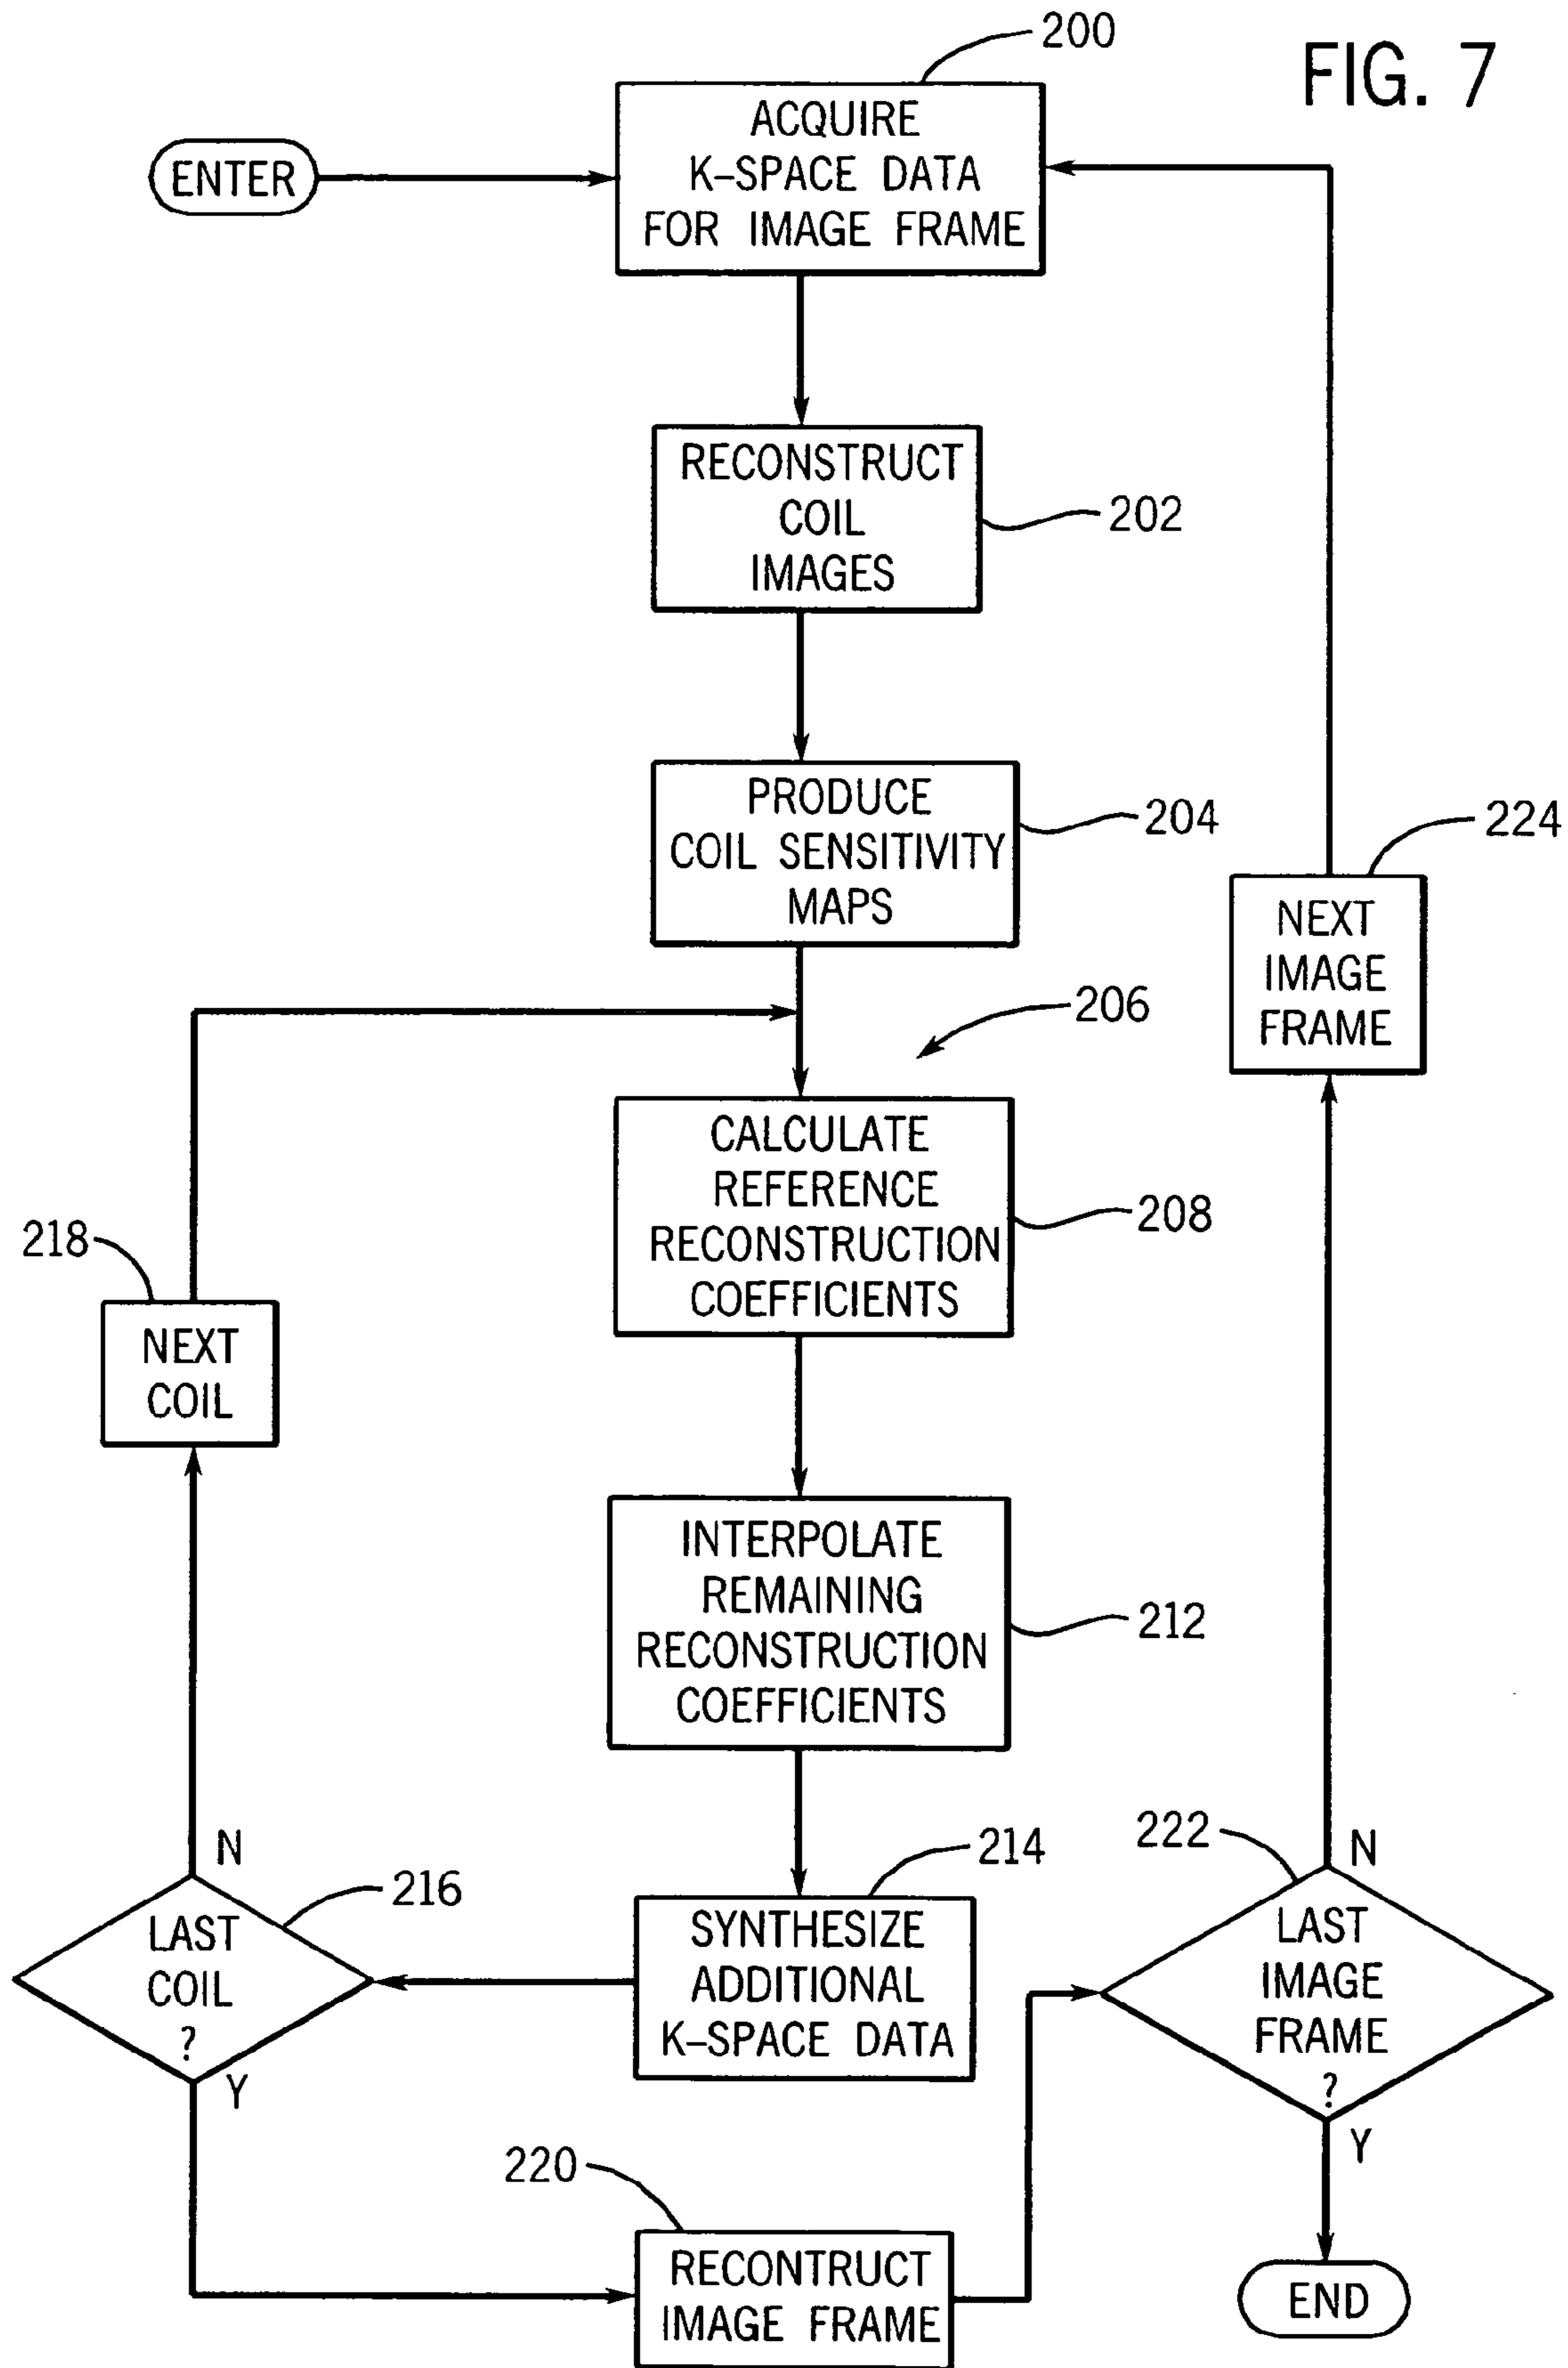 200
FIG. 7
ENTER
ACQUIRE
K–SPACE DATA
FOR IMAGE FRAME
RECONSTRUCT
COIL
IMAGES
202
PRODUCE
COIL SENSITIVITY
MAPS
204
224
NEXT
IMAGE
FRAME
206
CALCULATE
REFERENCE
RECONSTRUCTION
COEFFICIENTS
208
218
NEXT
COIL
INTERPOLATE
REMAINING
RECONSTRUCTION
COEFFICIENTS
212
N
216
LAST
COIL
?
Y
214
SYNTHESIZE
ADDITIONAL
K–SPACE DATA
222
N
LAST
IMAGE
FRAME
?
Y
220
RECONTRUCT
IMAGE FRAME
END